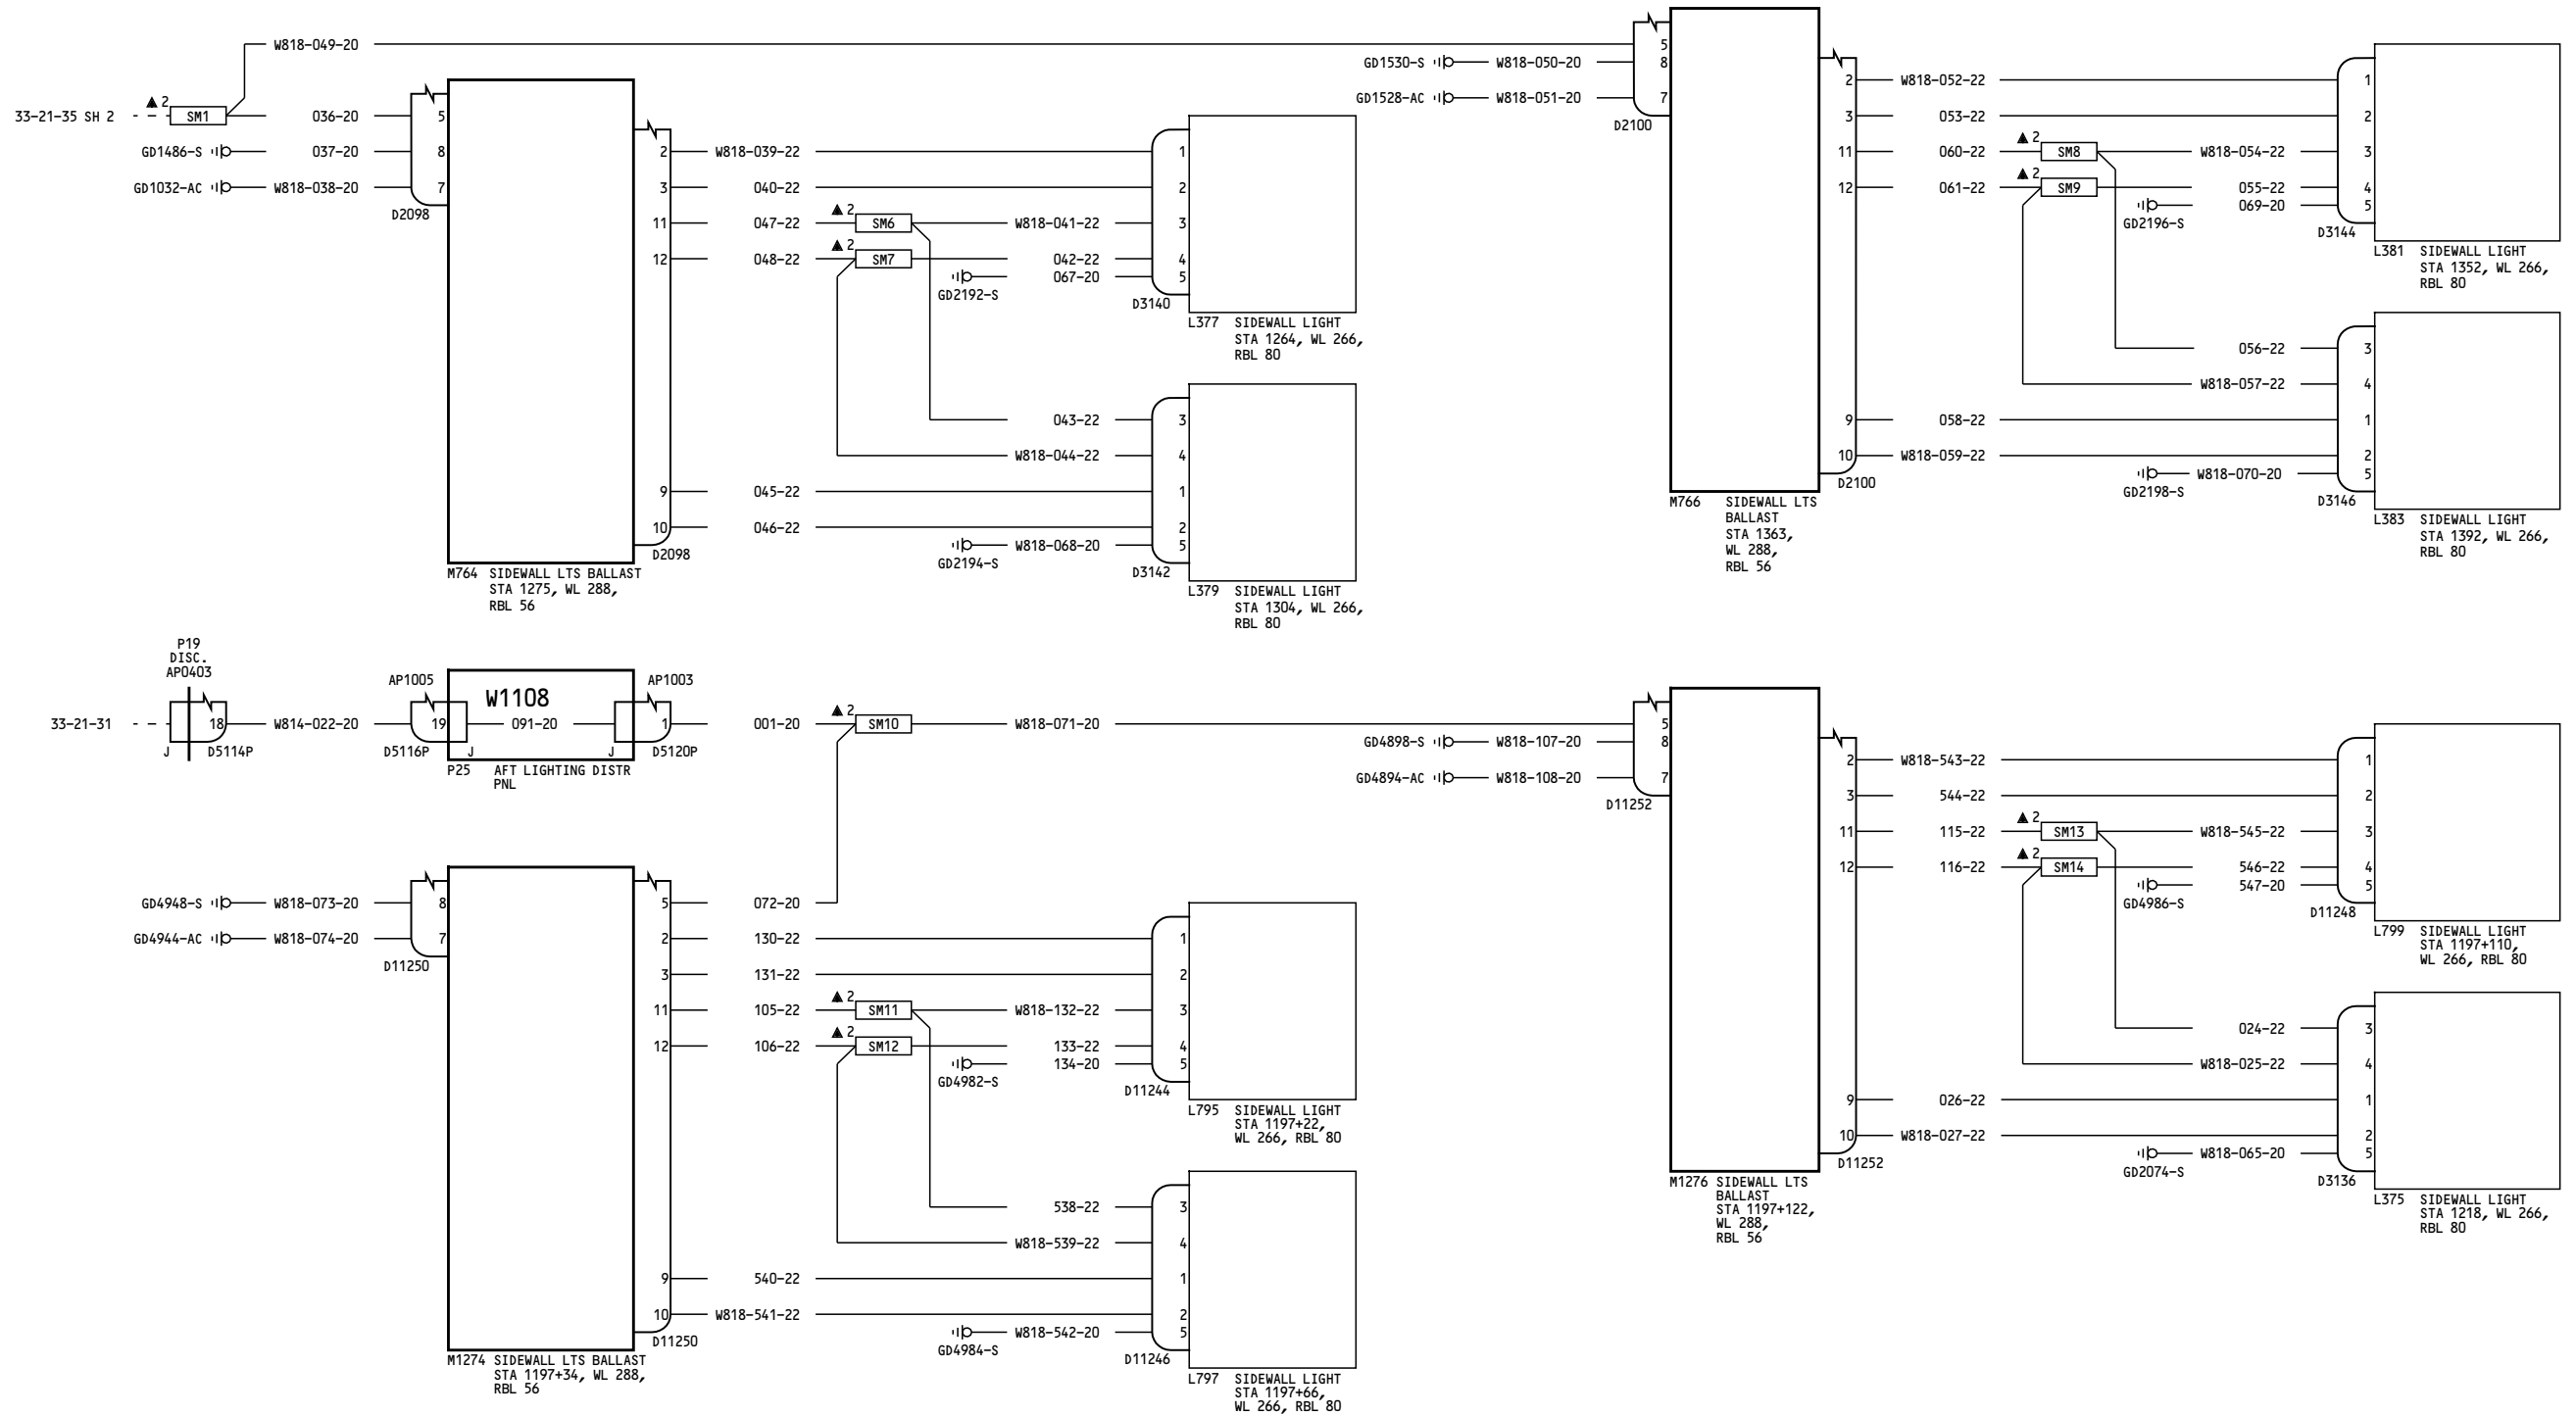 W818-049-20
▲ 2
33-21-35 SH 2
SM1
036-20
5
GD1486-S
037-20
8
GD1032-AC
W818-038-20
7
D2098
2
W818-039-22
1
3
040-22
2
11
047-22
▲ 2
SM6
W818-041-22
3
12
048-22
▲ 2
SM7
042-22
4
067-20
5
GD2192-S
D3140
L377 SIDEWALL LIGHT
STA 1264, WL 266,
RBL 80
043-22
3
W818-044-22
4
9
045-22
1
10
046-22
2
D2098
W818-068-20
5
GD2194-S
D3142
M764 SIDEWALL LTS BALLAST
STA 1275, WL 288,
RBL 56
L379 SIDEWALL LIGHT
STA 1304, WL 266,
RBL 80
5
GD1530-S
W818-050-20
8
GD1528-AC
W818-051-20
7
D2100
2
W818-052-22
1
3
053-22
2
11
060-22
▲ 2
SM8
W818-054-22
3
12
061-22
▲ 2
SM9
055-22
4
069-20
5
GD2196-S
D3144
L381 SIDEWALL LIGHT
STA 1352, WL 266,
RBL 80
056-22
3
W818-057-22
4
9
058-22
1
10
W818-059-22
2
D2100
W818-070-20
5
GD2198-S
D3146
M766 SIDEWALL LTS
BALLAST
STA 1363,
WL 288,
RBL 56
L383 SIDEWALL LIGHT
STA 1392, WL 266,
RBL 80
P19
DISC.
AP0403
33-21-31
18
J
D5114P
W814-022-20
AP1005
19
D5116P
J
W1108
091-20
AP1003
1
J
D5120P
P25 AFT LIGHTING DISTR
PNL
001-20
▲ 2
SM10
W818-071-20
5
GD4898-S
W818-107-20
8
GD4894-AC
W818-108-20
7
D11252
GD4948-S
W818-073-20
8
GD4944-AC
W818-074-20
7
D11250
5
072-20
2
130-22
1
3
131-22
2
11
105-22
▲ 2
SM11
W818-132-22
3
12
106-22
▲ 2
SM12
133-22
4
134-20
5
GD4982-S
D11244
L795 SIDEWALL LIGHT
STA 1197+22,
WL 266, RBL 80
538-22
3
W818-539-22
4
9
540-22
1
10
W818-541-22
2
D11250
W818-542-20
5
GD4984-S
D11246
M1274 SIDEWALL LTS BALLAST
STA 1197+34, WL 288,
RBL 56
L797 SIDEWALL LIGHT
STA 1197+66,
WL 266, RBL 80
2
W818-543-22
1
3
544-22
2
11
115-22
▲ 2
SM13
W818-545-22
3
12
116-22
▲ 2
SM14
546-22
4
547-20
5
GD4986-S
D11248
L799 SIDEWALL LIGHT
STA 1197+110,
WL 266, RBL 80
024-22
3
W818-025-22
4
9
026-22
1
10
W818-027-22
2
D11252
W818-065-20
5
GD2074-S
D3136
M1276 SIDEWALL LTS
BALLAST
STA 1197+122,
WL 288,
RBL 56
L375 SIDEWALL LIGHT
STA 1218, WL 266,
RBL 80